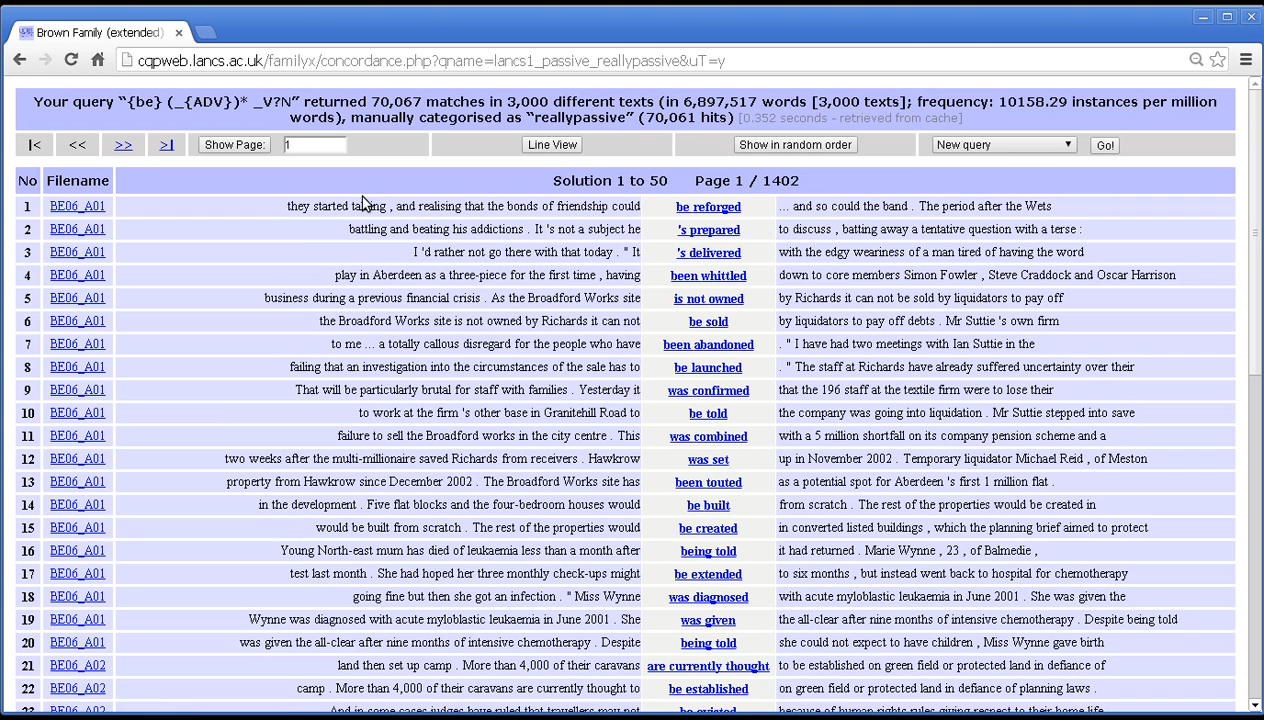 Brown Family (extended)
cqpweb.lancs.ac.uk/familyx/concordance.php?qname=lancs1_passive_reallypassive&uT=y
Your query “{be} (_{ADV})* _V?N” returned 70,067 matches in 3,000 different texts (in 6,897,517 words [3,000 texts]; frequency: 10158.29 instances per million
words), manually categorised as “reallypassive” (70,061 hits) [0.352 seconds - retrieved from cache]
|< << >> >| Show Page: 1 Line View Show in random order New query Go!
No Filename Solution 1 to 50 Page 1 / 1402
1 BE06_A01 they started talking , and realising that the bonds of friendship could be reforged ... and so could the band . The period after the Wets
2 BE06_A01 battling and beating his addictions . It 's not a subject he 's prepared to discuss , batting away a tentative question with a terse :
3 BE06_A01 I 'd rather not go there with that today . " It 's delivered with the edgy weariness of a man tired of having the word
4 BE06_A01 play in Aberdeen as a three-piece for the first time , having been whittled down to core members Simon Fowler , Steve Craddock and Oscar Harrison
5 BE06_A01 business during a previous financial crisis . As the Broadford Works site is not owned by Richards it can not be sold by liquidators to pay off
6 BE06_A01 the Broadford Works site is not owned by Richards it can not be sold by liquidators to pay off debts . Mr Suttie 's own firm
7 BE06_A01 to me ... a totally callous disregard for the people who have been abandoned . " I have had two meetings with Ian Suttie in the
8 BE06_A01 failing that an investigation into the circumstances of the sale has to be launched . " The staff at Richards have already suffered uncertainty over their
9 BE06_A01 That will be particularly brutal for staff with families . Yesterday it was confirmed that the 196 staff at the textile firm were to lose their
10 BE06_A01 to work at the firm 's other base in Granitehill Road to be told the company was going into liquidation . Mr Suttie stepped into save
11 BE06_A01 failure to sell the Broadford works in the city centre . This was combined with a 5 million shortfall on its company pension scheme and a
12 BE06_A01 two weeks after the multi-millionaire saved Richards from receivers . Hawkrow was set up in November 2002 . Temporary liquidator Michael Reid , of Meston
13 BE06_A01 property from Hawkrow since December 2002 . The Broadford Works site has been touted as a potential spot for Aberdeen 's first 1 million flat .
14 BE06_A01 in the development . Five flat blocks and the four-bedroom houses would be built from scratch . The rest of the properties would be created in
15 BE06_A01 would be built from scratch . The rest of the properties would be created in converted listed buildings , which the planning brief aimed to protect
16 BE06_A01 Young North-east mum has died of leukaemia less than a month after being told it had returned . Marie Wynne , 23 , of Balmedie ,
17 BE06_A01 test last month . She had hoped her three monthly check-ups might be extended to six months , but instead went back to hospital for chemotherapy
18 BE06_A01 going fine but then she got an infection . " Miss Wynne was diagnosed with acute myloblastic leukaemia in June 2001 . She was given the
19 BE06_A01 Wynne was diagnosed with acute myloblastic leukaemia in June 2001 . She was given the all-clear after nine months of intensive chemotherapy . Despite being told
20 BE06_A01 was given the all-clear after nine months of intensive chemotherapy . Despite being told she could not expect to have children , Miss Wynne gave birth
21 BE06_A02 land then set up camp . More than 4,000 of their caravans are currently thought to be established on green field or protected land in defiance of
22 BE06_A02 camp . More than 4,000 of their caravans are currently thought to be established on green field or protected land in defiance of planning laws .
23 BE06_A02 And in some cases judges have ruled that travellers may not be evicted because of human rights rules giving respect to their home life